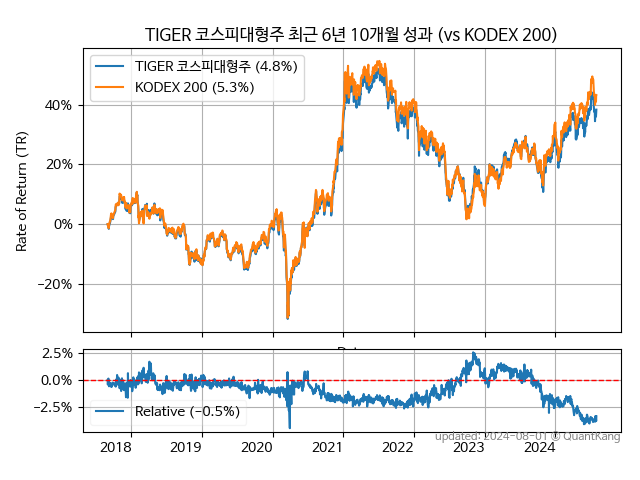 TIGER 코스피대형주 최근 6년 10개월 성과 (vs KODEX 200)
TIGER 코스피대형주 (4.8%)
KODEX 200 (5.3%)
Rate of Return (TR)
40%
20%
0%
−20%
2.5%
0.0%
−2.5%
Relative (−0.5%)
2018 2019 2020 2021 2022 2023 2024
updated: 2024-08-01 © QuantKang